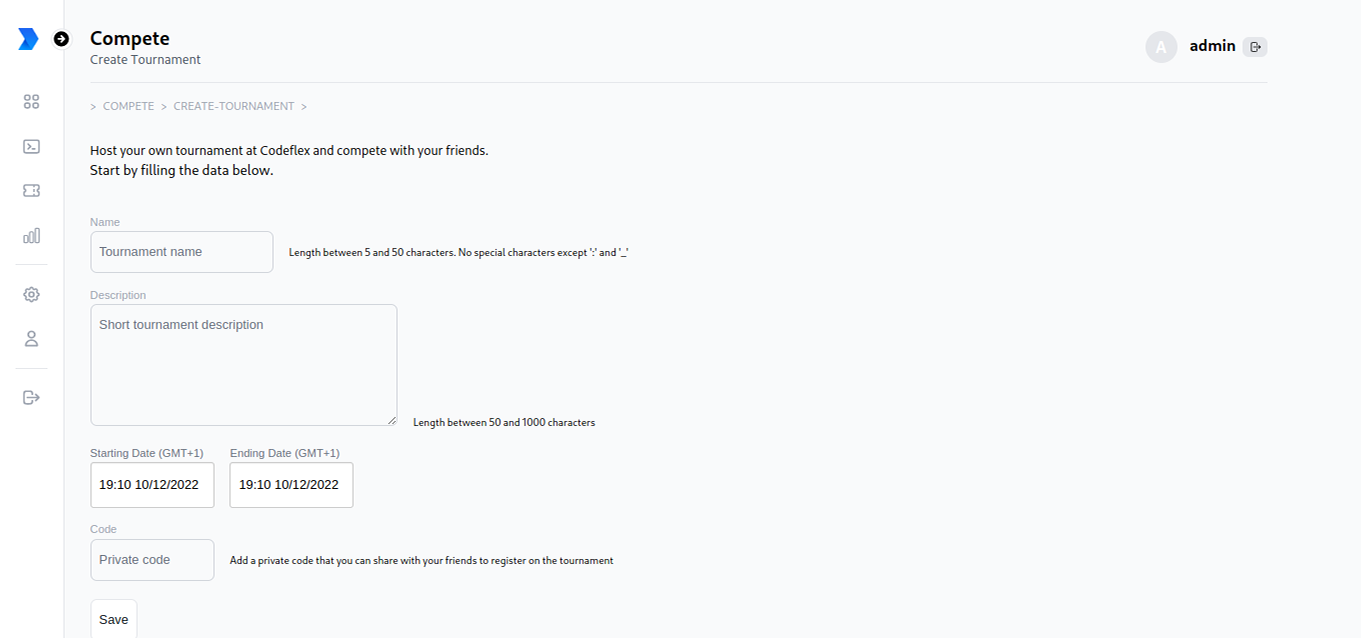 Compete
Create Tournament
A admin
> COMPETE > CREATE-TOURNAMENT >
Host your own tournament at Codeflex and compete with your friends.
Start by filling the data below.
Name
Tournament name
Length between 5 and 50 characters. No special characters except ':' and '_'
Description
Short tournament description
Length between 50 and 1000 characters
Starting Date (GMT+1) Ending Date (GMT+1)
19:10 10/12/2022 19:10 10/12/2022
Code
Private code
Add a private code that you can share with your friends to register on the tournament
Save